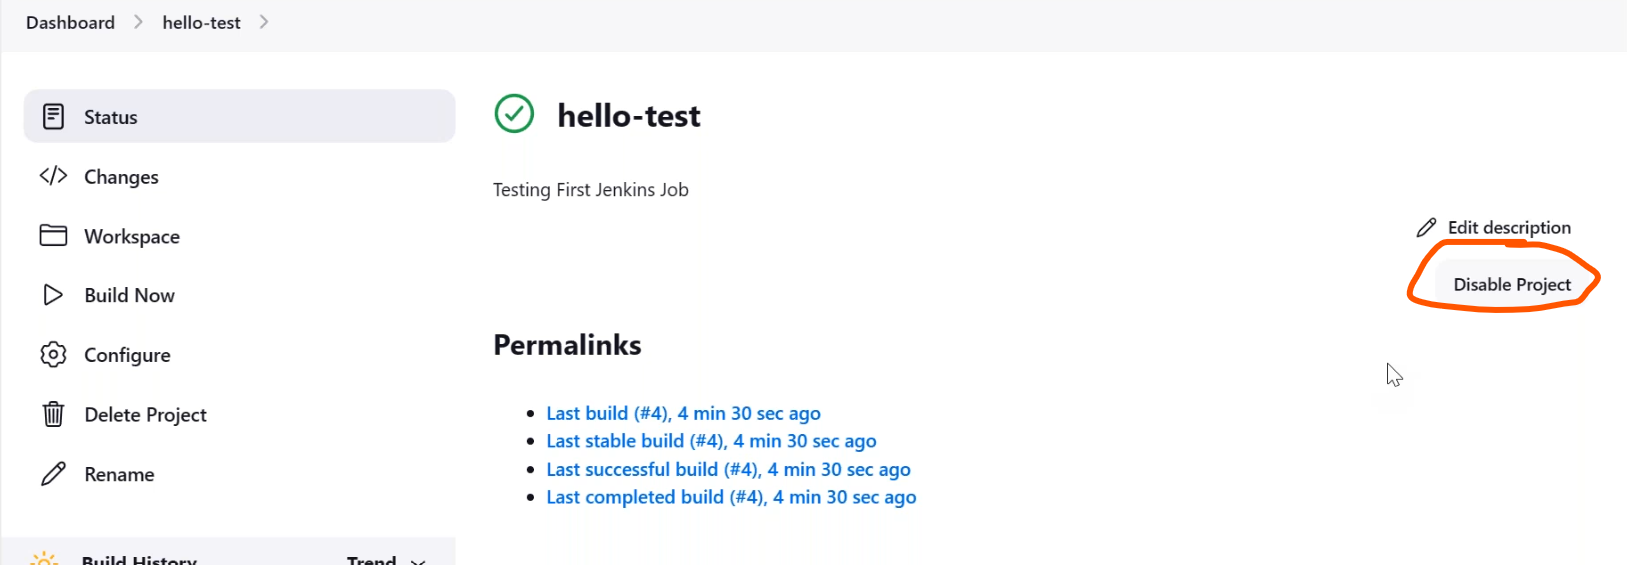 Dashboard > hello-test >
Status
Changes
Workspace
Build Now
Configure
Delete Project
Rename
Build History Trend
hello-test
Testing First Jenkins Job
Edit description
Disable Project
Permalinks
• Last build (#4), 4 min 30 sec ago
• Last stable build (#4), 4 min 30 sec ago
• Last successful build (#4), 4 min 30 sec ago
• Last completed build (#4), 4 min 30 sec ago